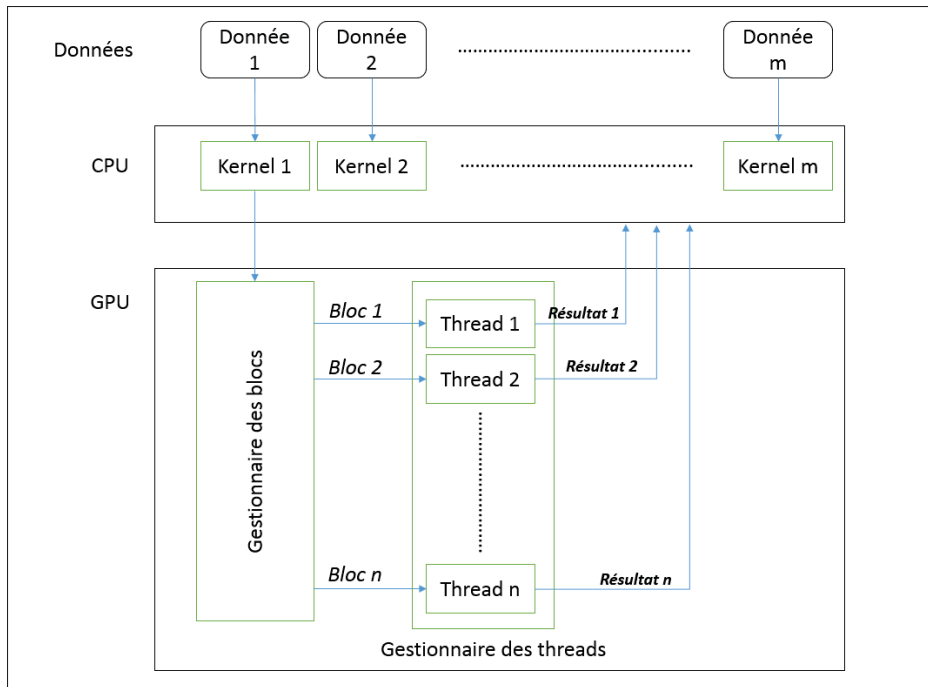 Données
Donnée
1
Donnée
2
Donnée
m
CPU
Kernel 1
Kernel 2
Kernel m
GPU
Gestionnaire des blocs
Bloc 1
Thread 1
Résultat 1
Bloc 2
Thread 2
Résultat 2
Bloc n
Thread n
Résultat n
Gestionnaire des threads